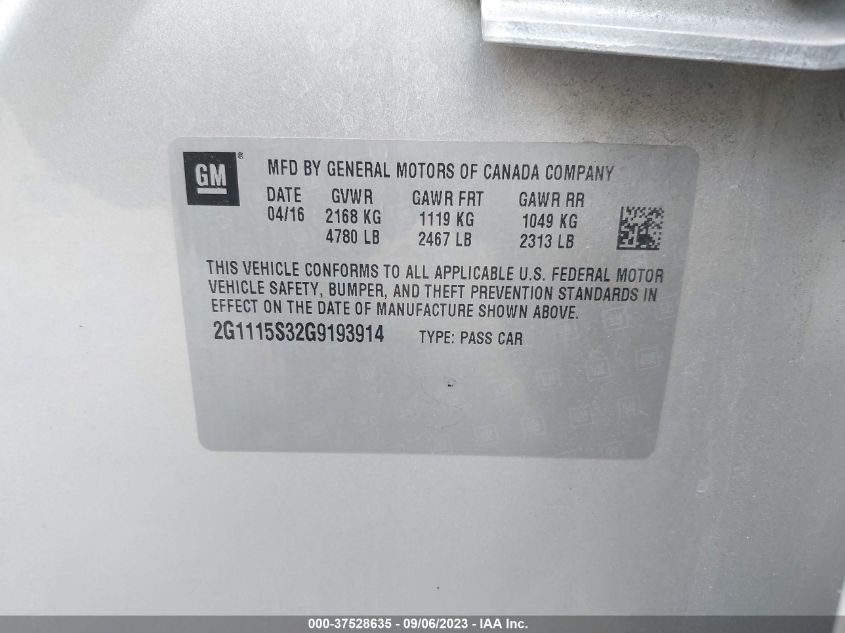 GM ® MFD BY GENERAL MOTORS OF CANADA COMPANY
DATE GVWR GAWR FRT GAWR RR
04/16 2168 KG 1119 KG 1049 KG
4780 LB 2467 LB 2313 LB
THIS VEHICLE CONFORMS TO ALL APPLICABLE U.S. FEDERAL MOTOR
VEHICLE SAFETY, BUMPER, AND THEFT PREVENTION STANDARDS IN
EFFECT ON THE DATE OF MANUFACTURE SHOWN ABOVE.
2G1115S32G9193914 TYPE: PASS CAR
000-37528635 - 09/06/2023 - IAA Inc.